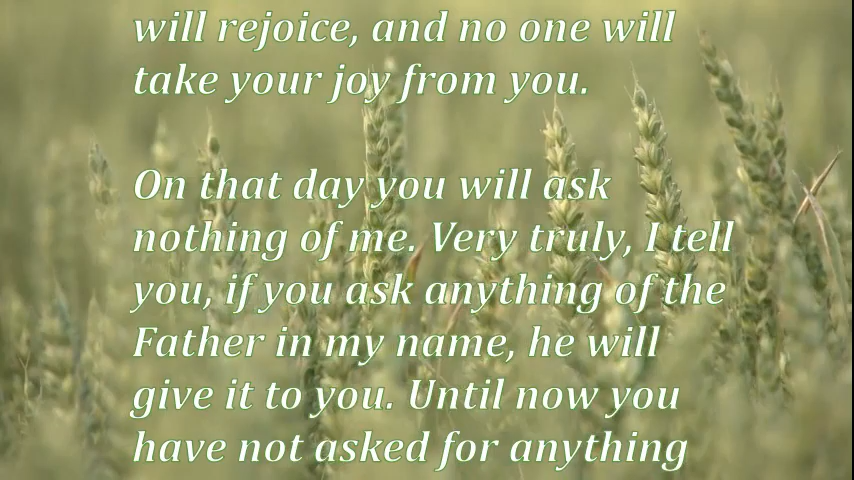 will rejoice, and no one will
take your joy from you.
On that day you will ask
nothing of me. Very truly, I tell
you, if you ask anything of the
Father in my name, he will
give it to you. Until now you
have not asked for anything